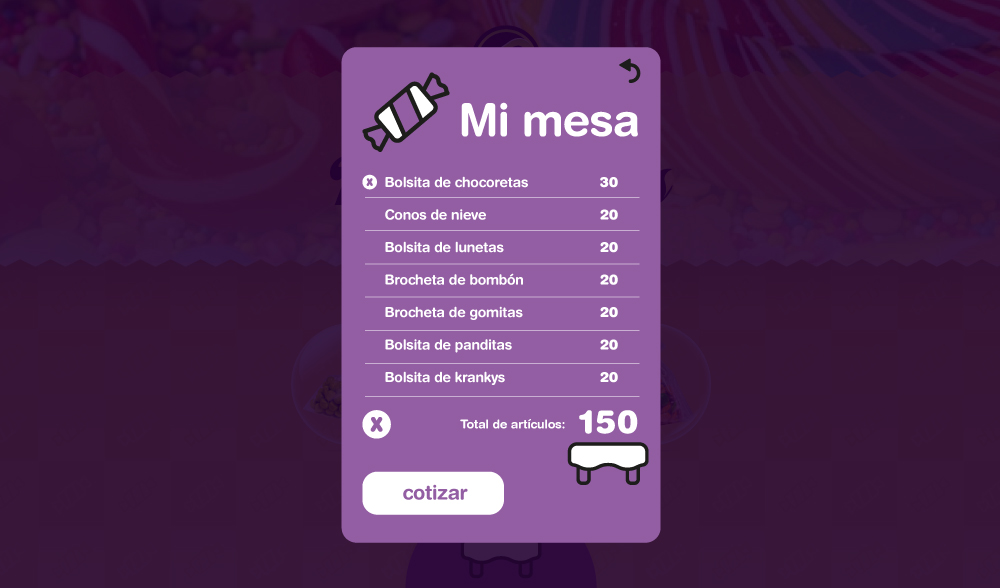 Mi mesa
x Bolsita de chocoretas 30
Conos de nieve 20
Bolsita de lunetas 20
Brocheta de bombón 20
Brocheta de gomitas 20
Bolsita de panditas 20
Bolsita de krankys 20
x Total de artículos: 150
cotizar